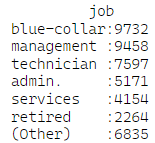 job
blue-collar:9732
management :9458
technician :7597
admin. :5171
services :4154
retired :2264
(Other) :6835